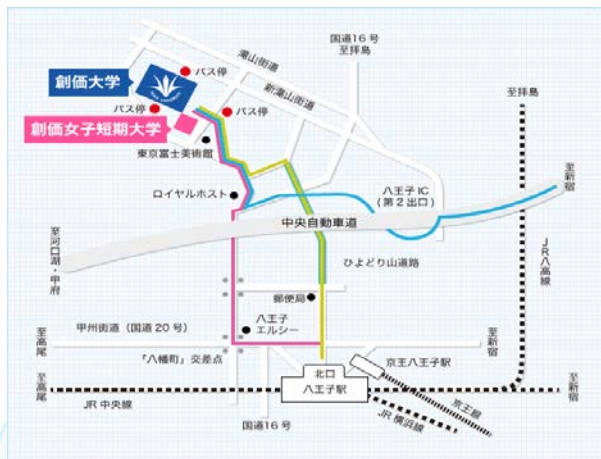 国道16号
至拝島
滝山街道
創価大学
バス停
新滝山街道
至拝島
バス停
バス停
創価女子短期大学
東京富士美術館
ロイヤルホスト
八王子IC
(第2出口)
至新宿
中央自動車道
至河口湖・甲府
ひよどり山道路
JR八高線
郵便局
甲州街道(国道20号)
八王子
エルシー
至高尾
至新宿
「八幡町」交差点
京王八王子駅
北口
八王子駅
至高尾
至新宿
JR中央線
京王線
JR横浜線
国道16号